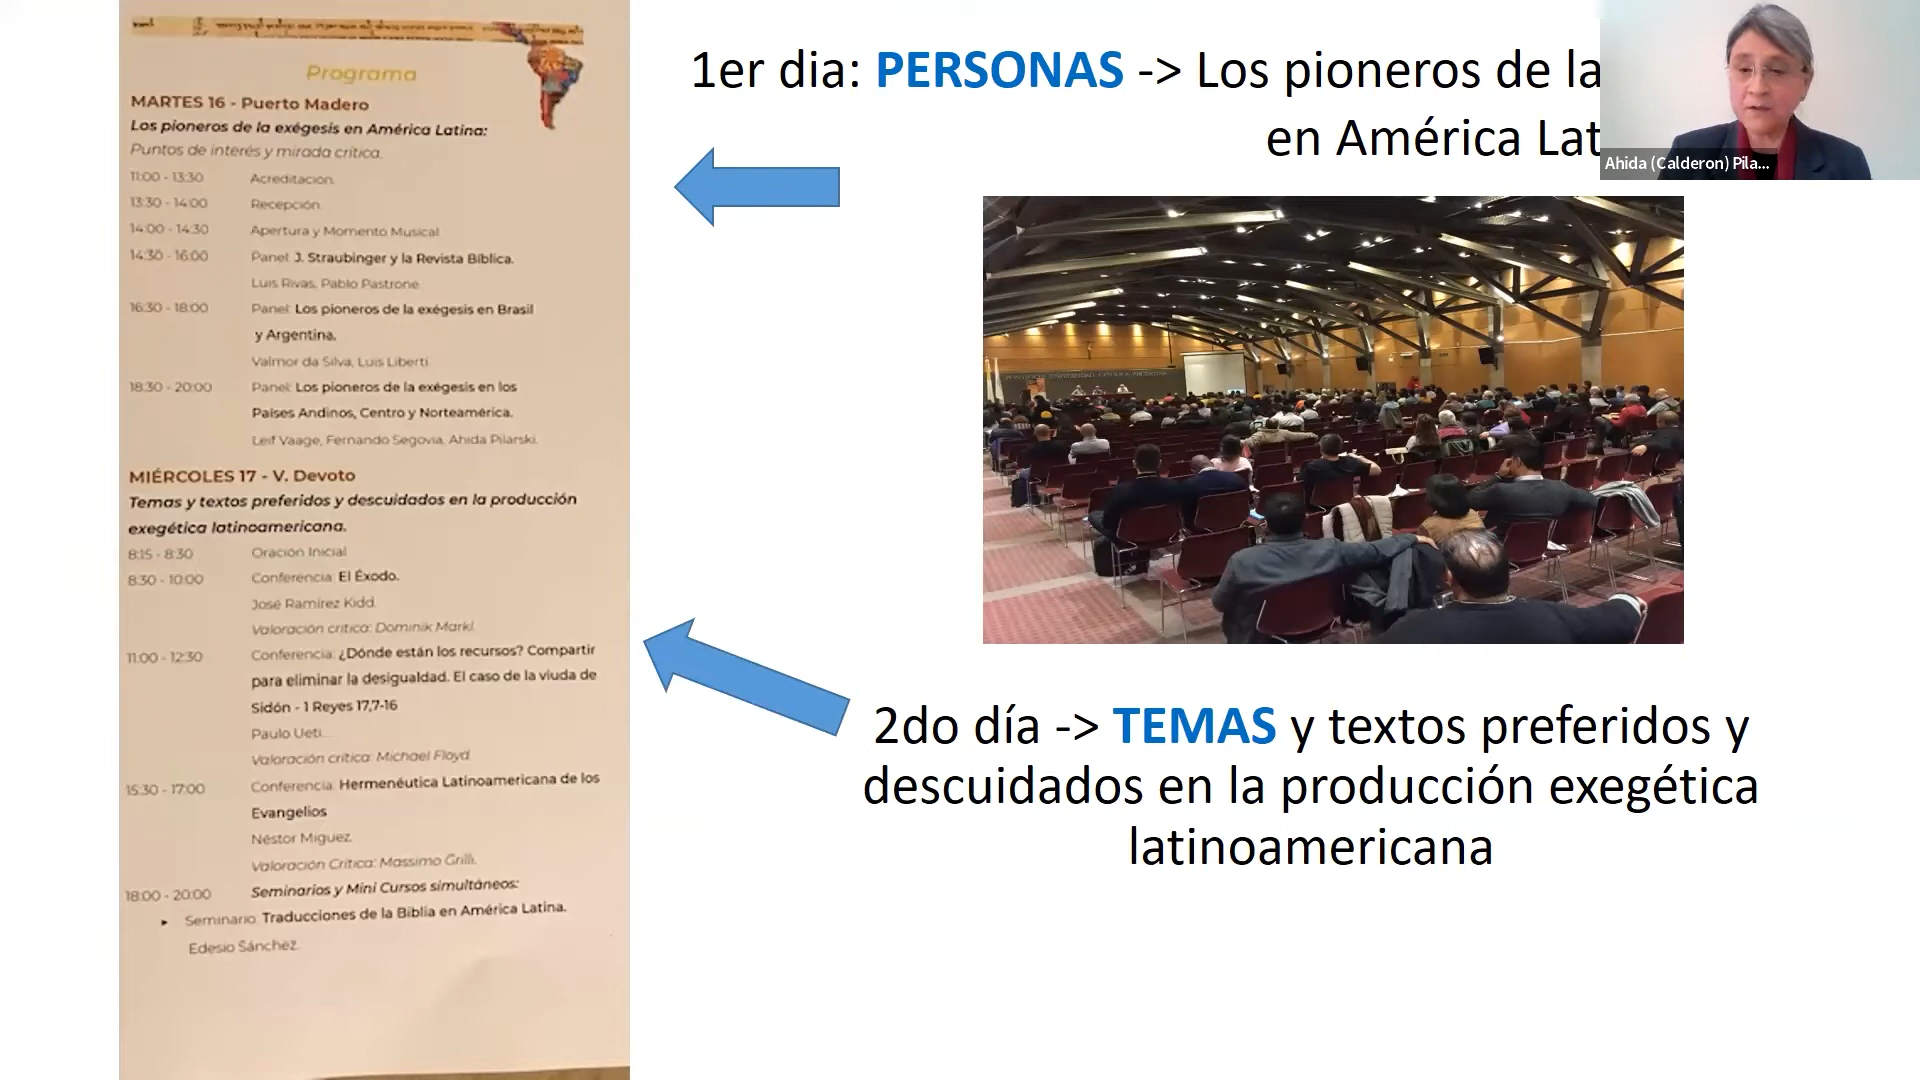 Programa
MARTES 16 - Puerto Madero
Los pioneros de la exégesis en América Latina:
Puntos de interés y mirada crítica.
11:00 - 13:30 Acreditación.
13:30 - 14:00 Recepción.
14:00 - 14:30 Apertura y Momento Musical
14:30 - 16:00 Panel: J. Straubinger y la Revista Bíblica.
Luis Rivas, Pablo Pastrone.
16:30 - 18:00 Panel: Los pioneros de la exégesis en Brasil
y Argentina.
Valmor da Silva, Luis Liberti
18:30 - 20:00 Panel: Los pioneros de la exégesis en los
Países Andinos, Centro y Norteamérica.
Leif Vaage, Fernando Segovia, Ahida Pilarski.
MIÉRCOLES 17 - V. Devoto
Temas y textos preferidos y descuidados en la producción
exegética latinoamericana.
8:15 - 8:30 Oración Inicial
8:30 - 10:00 Conferencia: El Éxodo.
José Ramírez Kidd.
Valoración crítica: Dominik Markl.
11:00 - 12:30 Conferencia: ¿Dónde están los recursos? Compartir
para eliminar la desigualdad. El caso de la viuda de
Sidón - 1 Reyes 17,7-16
Paulo Ueti.
Valoración crítica: Michael Floyd.
15:30 - 17:00 Conferencia: Hermenéutica Latinoamericana de los
Evangelios
Néstor Míguez.
Valoración Crítica: Massimo Grilli.
18:00 - 20:00 Seminarios y Mini Cursos simultáneos:
▸ Seminario: Traducciones de la Biblia en América Latina.
Edesio Sánchez.
1er dia: PERSONAS -> Los pioneros de la
en América Lat
Ahida (Calderon) Pila...
2do día -> TEMAS y textos preferidos y
descuidados en la producción exegética
latinoamericana